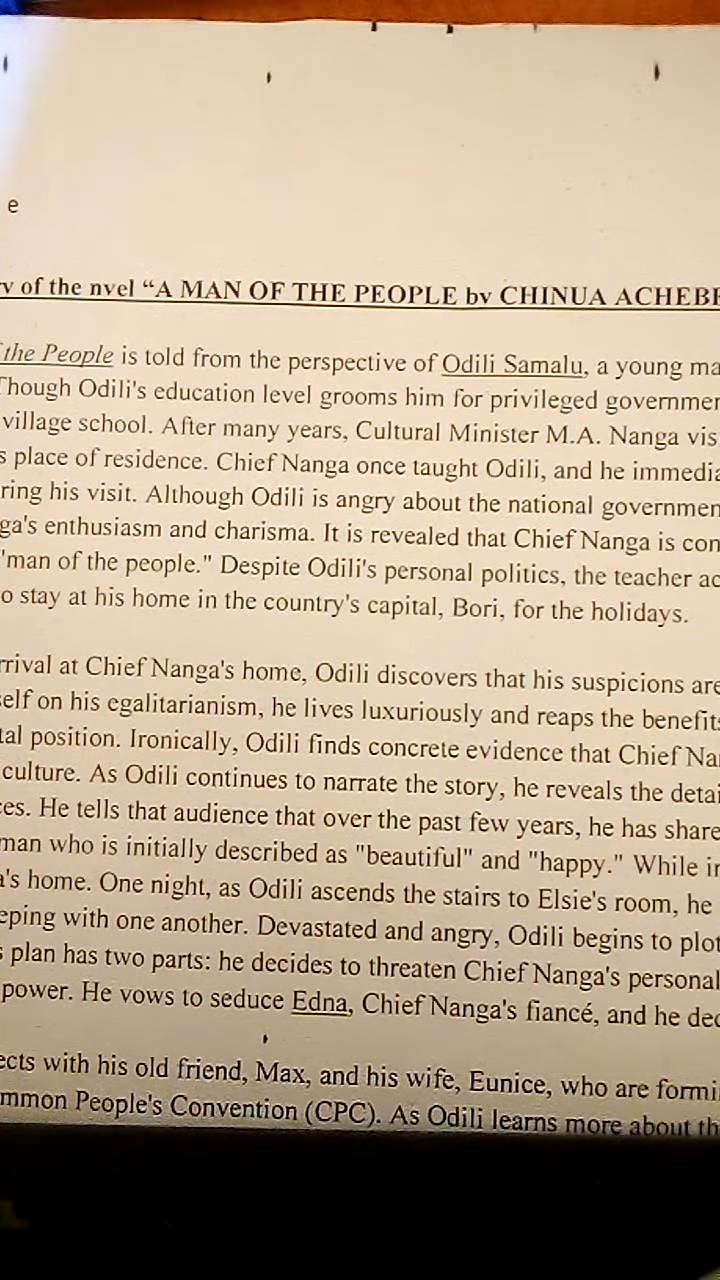 e
y of the nvel “A MAN OF THE PEOPLE by CHINUA ACHEBE
the People is told from the perspective of Odili Samalu, a young ma
Though Odili's education level grooms him for privileged governmen
village school. After many years, Cultural Minister M.A. Nanga vis
s place of residence. Chief Nanga once taught Odili, and he immedia
ring his visit. Although Odili is angry about the national governmen
ga's enthusiasm and charisma. It is revealed that Chief Nanga is con
"man of the people." Despite Odili's personal politics, the teacher ac
o stay at his home in the country's capital, Bori, for the holidays.
rrival at Chief Nanga's home, Odili discovers that his suspicions are
self on his egalitarianism, he lives luxuriously and reaps the benefits
tal position. Ironically, Odili finds concrete evidence that Chief Na
culture. As Odili continues to narrate the story, he reveals the detai
ces. He tells that audience that over the past few years, he has share
man who is initially described as "beautiful" and "happy." While in
a's home. One night, as Odili ascends the stairs to Elsie's room, he
eping with one another. Devastated and angry, Odili begins to plot
s plan has two parts: he decides to threaten Chief Nanga's personal
power. He vows to seduce Edna, Chief Nanga's fiancé, and he dec
ects with his old friend, Max, and his wife, Eunice, who are formi
mmon People's Convention (CPC). As Odili learns more about th